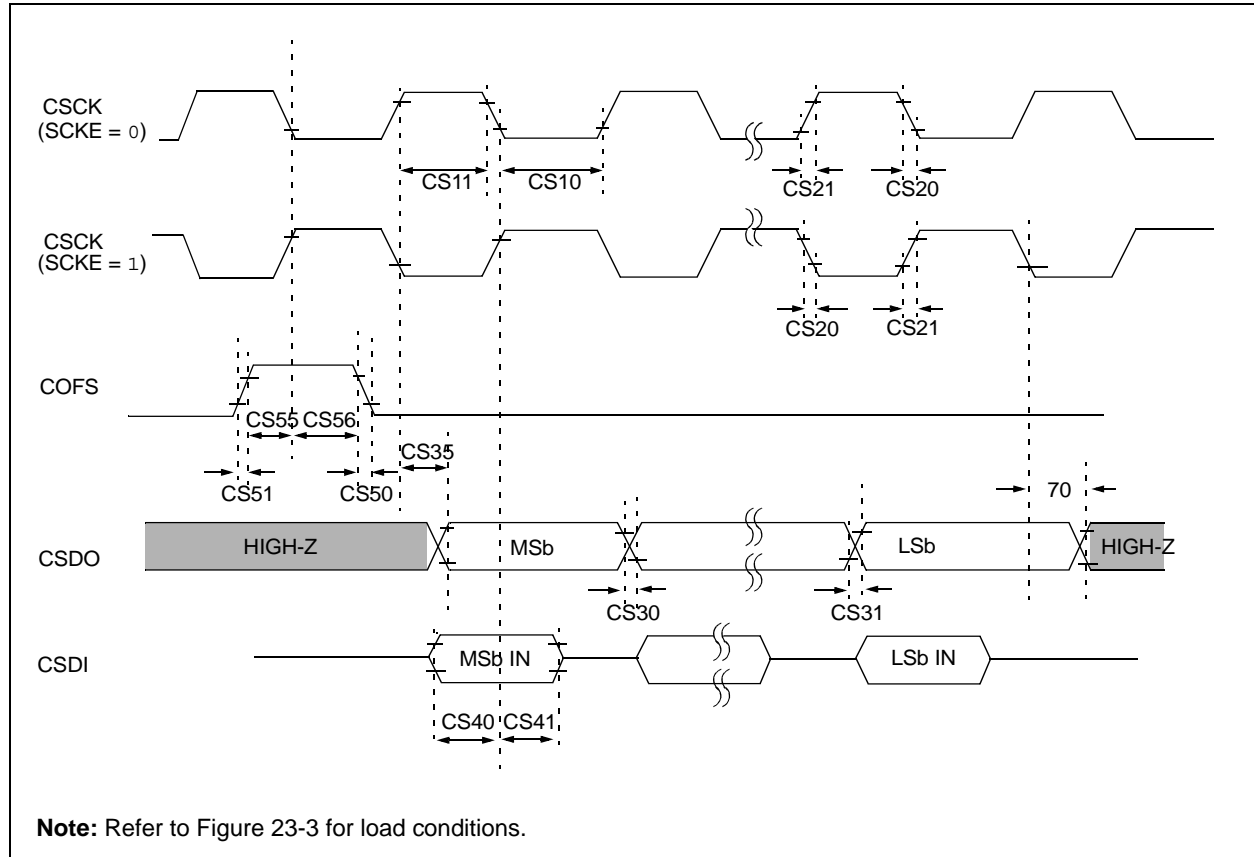 CSCK
(SCKE = 0)
CS11 CS10 CS21 CS20
CSCK
(SCKE = 1)
CS20 CS21
COFS
CS55 CS56
CS35
CS51 CS50 70
CSDO HIGH-Z MSb LSb HIGH-Z
CS30 CS31
CSDI MSb IN LSb IN
CS40 CS41
Note: Refer to Figure 23-3 for load conditions.